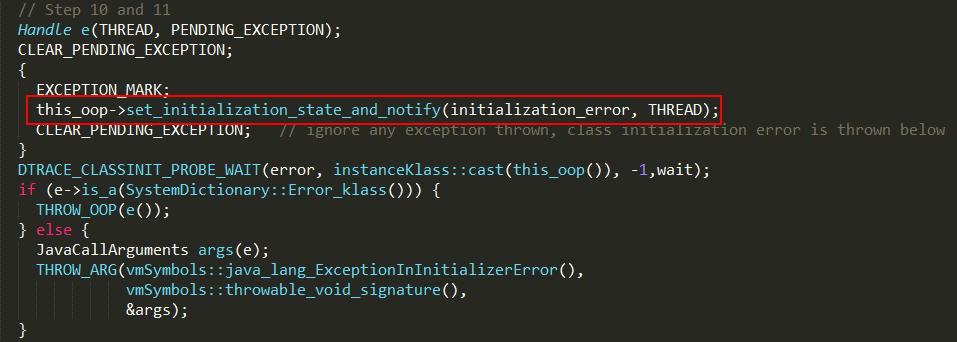 // Step 10 and 11
Handle e(THREAD, PENDING_EXCEPTION);
CLEAR_PENDING_EXCEPTION;
{
  EXCEPTION_MARK;
  this_oop->set_initialization_state_and_notify(initialization_error, THREAD);
  CLEAR_PENDING_EXCEPTION;   // ignore any exception thrown, class initialization error is thrown below
}
DTRACE_CLASSINIT_PROBE_WAIT(error, instanceKlass::cast(this_oop()), -1,wait);
if (e->is_a(SystemDictionary::Error_klass())) {
  THROW_OOP(e());
} else {
  JavaCallArguments args(e);
  THROW_ARG(vmSymbols::java_lang_ExceptionInInitializerError(),
            vmSymbols::throwable_void_signature(),
            &args);
}